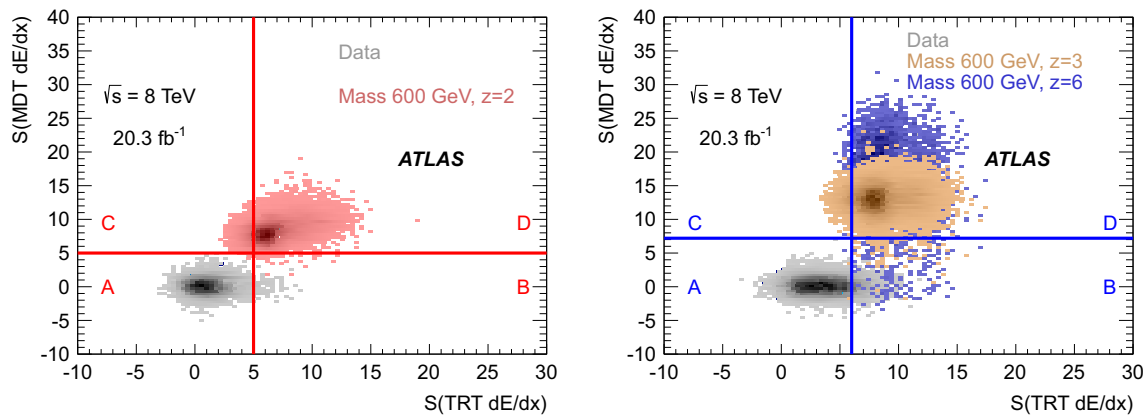 S(MDT dE/dx)
40
35
30
25
20
15
10
5
0
-5
-10
-10 -5 0 5 10 15 20 25 30
S(TRT dE/dx)
Data
Mass 600 GeV, z=2
√s = 8 TeV
20.3 fb⁻¹
ATLAS
C D
A B
S(MDT dE/dx)
40
35
30
25
20
15
10
5
0
-5
-10
-10 -5 0 5 10 15 20 25 30
S(TRT dE/dx)
Data
Mass 600 GeV, z=3
Mass 600 GeV, z=6
√s = 8 TeV
20.3 fb⁻¹
ATLAS
C D
A B